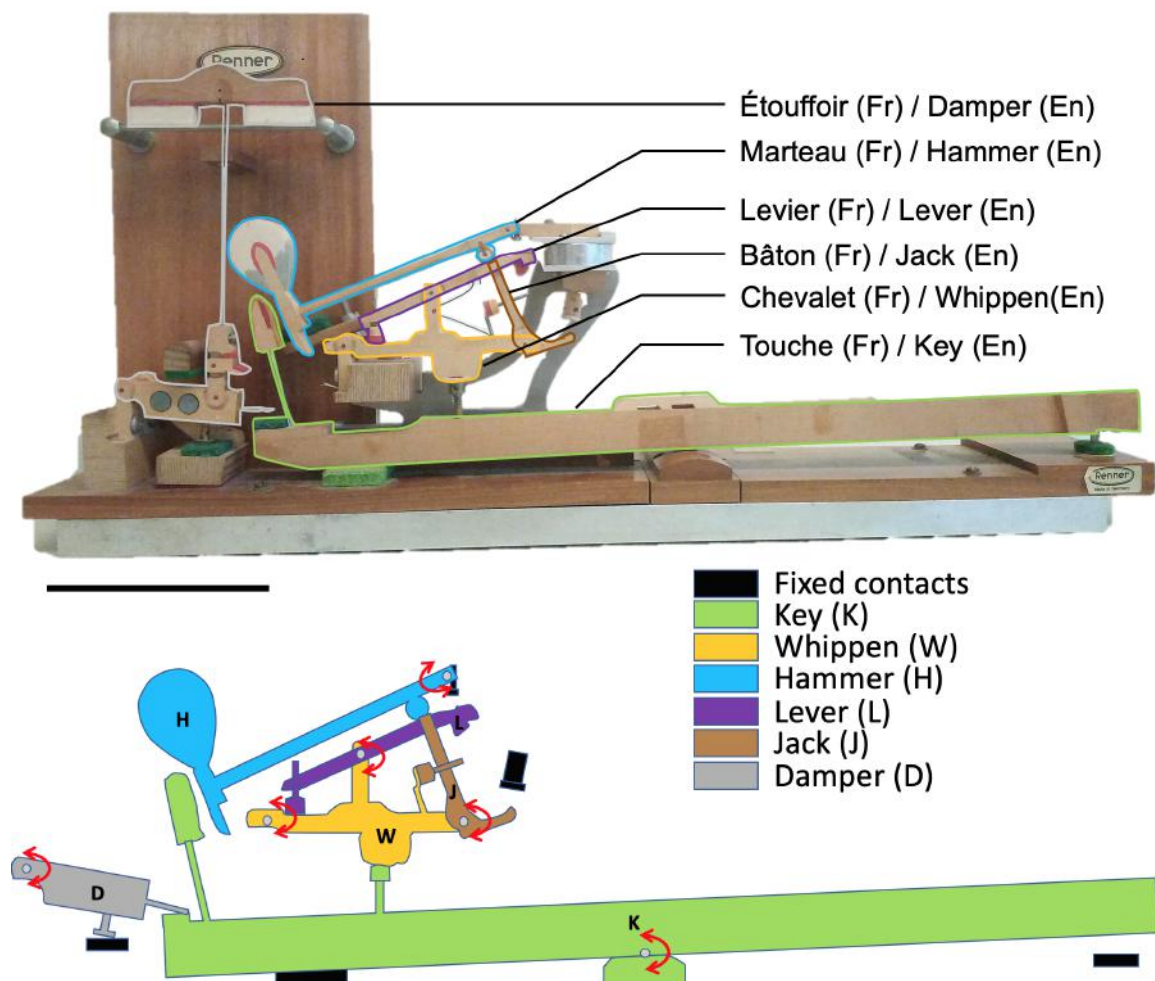 Renner
Étouffoir (Fr) / Damper (En)
Marteau (Fr) / Hammer (En)
Levier (Fr) / Lever (En)
Bâton (Fr) / Jack (En)
Chevalet (Fr) / Whippen(En)
Touche (Fr) / Key (En)
Renner
Fixed contacts
Key (K)
Whippen (W)
Hammer (H)
Lever (L)
Jack (J)
Damper (D)
H
L
J
W
D
K